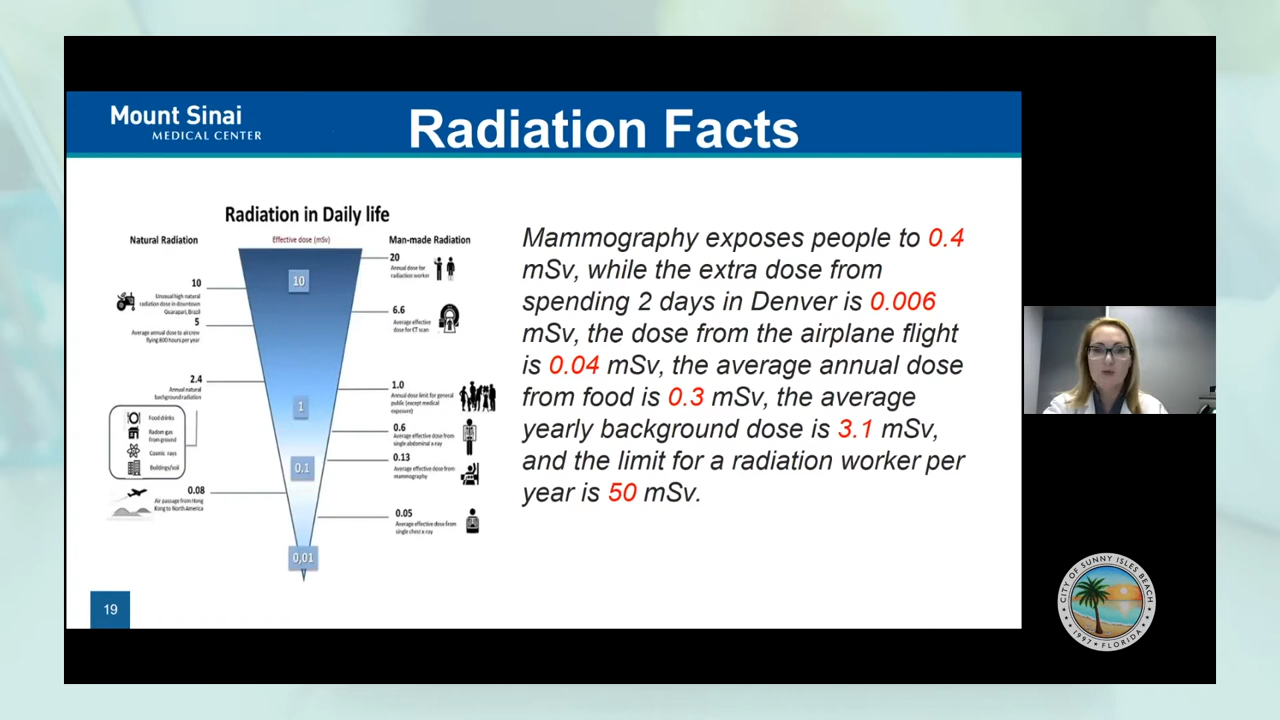 Mount Sinai
MEDICAL CENTER
Radiation Facts
Radiation in Daily life
Natural Radiation
Effective dose (mSv)
Man-made Radiation
10
Unusual high natural
radiation dose in downtown
Guarapari, Brazil
5
Average annual dose to aircrew
flying 800 hours per year
2.4
Annual natural
background radiation
Food drinks
Radon gas
from ground
Cosmic rays
Buildings/soil
0.08
Air passage from Hong
Kong to North America
10
1
0.1
0,01
20
Annual dose for
radiaction worker
6.6
Average effective
dose for CT scan
1.0
Annual dose limit for general
public (except medical
exposure)
0.6
Average effective dose from
single abdominal x ray
0.13
Average effective dose from
mammography
0.05
Average effective dose from
single chest x ray
Mammography exposes people to 0.4
mSv, while the extra dose from
spending 2 days in Denver is 0.006
mSv, the dose from the airplane flight
is 0.04 mSv, the average annual dose
from food is 0.3 mSv, the average
yearly background dose is 3.1 mSv,
and the limit for a radiation worker per
year is 50 mSv.
19
CITY OF SUNNY ISLES BEACH
1997
FLORIDA